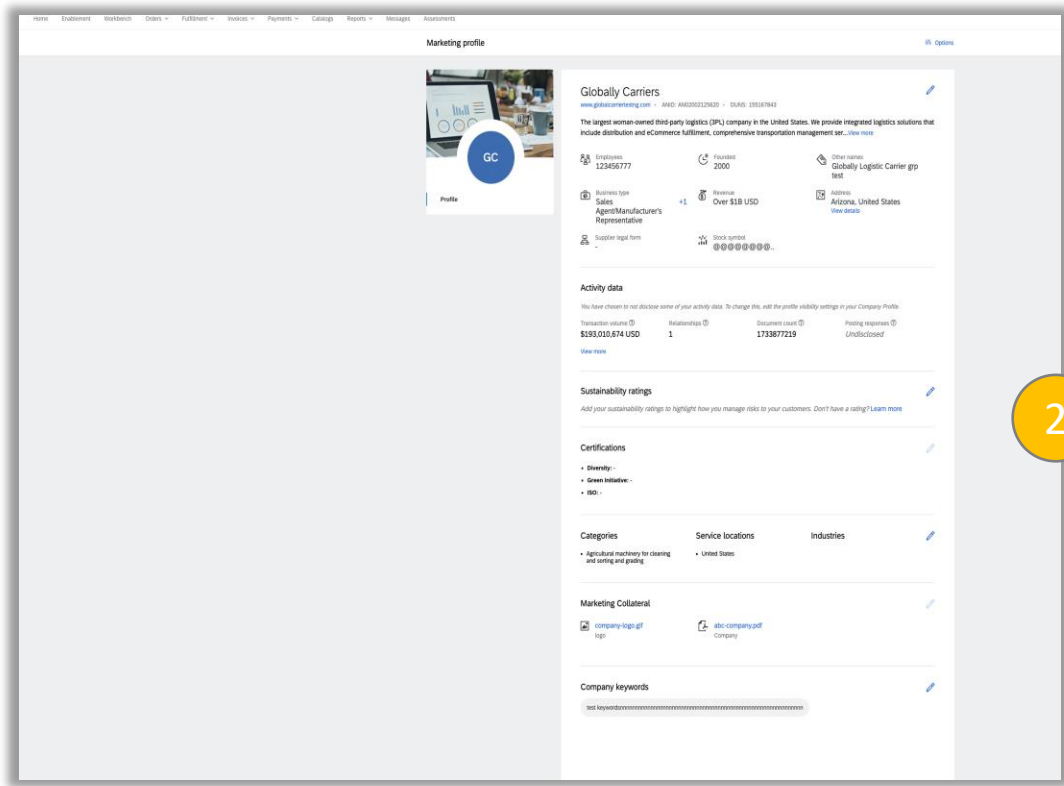 Home Enablement Workbench Orders Fulfillment Invoices Payments Catalogs Reports Messages Assessments
Marketing profile
Options
GC
Profile
Globally Carriers
www.globalcarriertesting.com - ANID: AN02002125620 - DUNS: 155167843
The largest woman-owned third-party logistics (3PL) company in the United States. We provide integrated logistics solutions that
include distribution and eCommerce fulfillment, comprehensive transportation management ser...View more
Employees
123456777
Founded
2000
Other names
Globally Logistic Carrier grp
test
Business type
Sales +1
Agent/Manufacturer's
Representative
Revenue
Over $1B USD
Address
Arizona, United States
View details
Supplier legal form
-
Stock symbol
@@@@@@@@..
Activity data
You have chosen to not disclose some of your activity data. To change this, edit the profile visibility settings in your Company Profile.
Transaction volume
$193,010,674 USD
Relationships
1
Document count
1733877219
Posting responses
Undisclosed
View more
Sustainability ratings
Add your sustainability ratings to highlight how you manage risks to your customers. Don't have a rating? Learn more
Certifications
• Diversity: -
• Green Initiative: -
• ISO: -
Categories
• Agricultural machinery for cleaning
and sorting and grading
Service locations
• United States
Industries
Marketing Collateral
company-logo.gif
logo
abc-company.pdf
Company
Company keywords
2